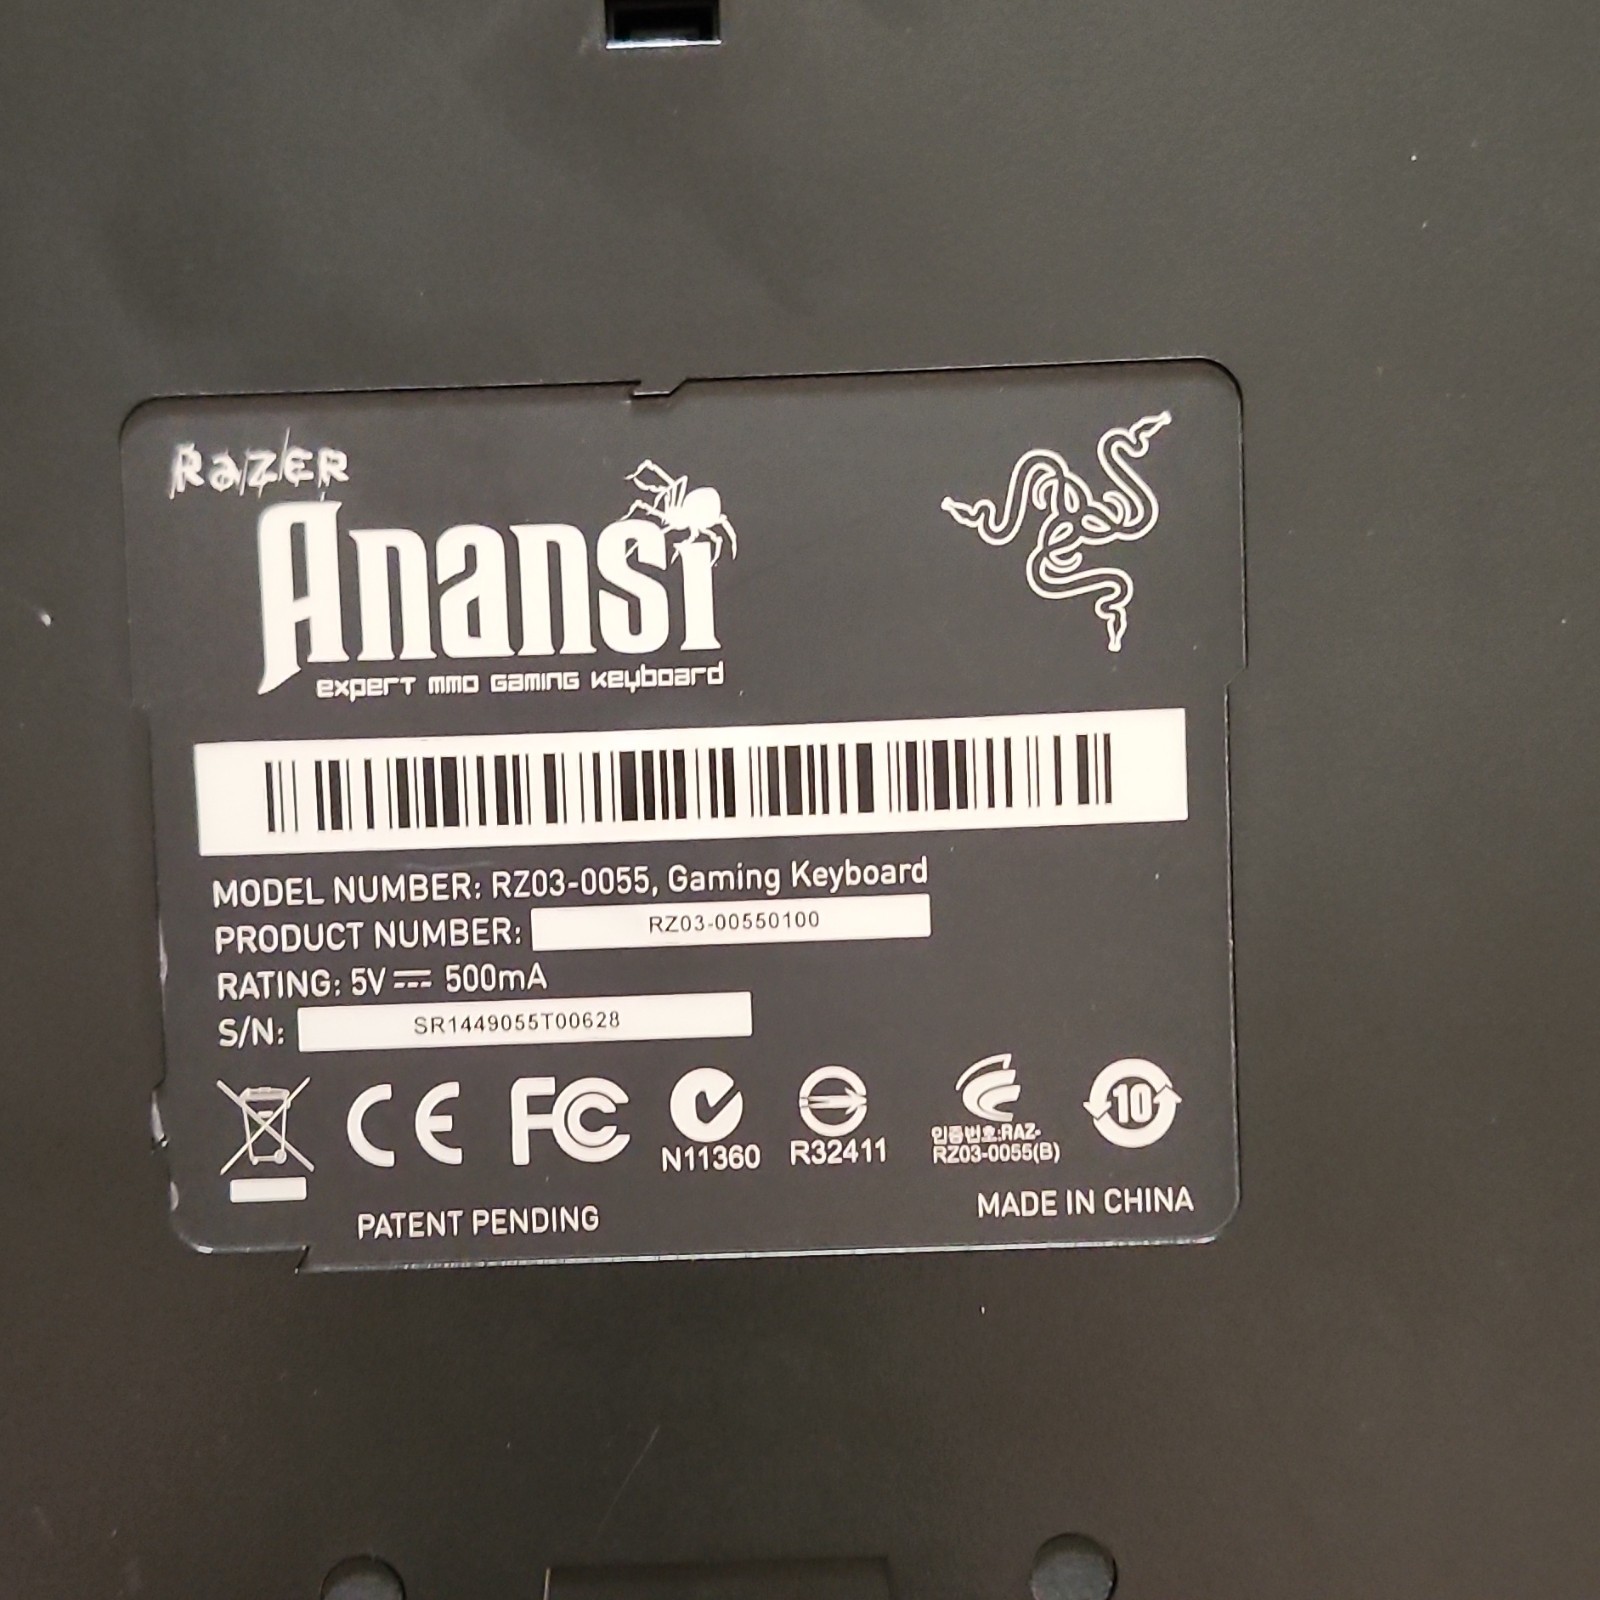 RAZER
Anansi
expert mmo gaming keyboard
MODEL NUMBER: RZ03-0055, Gaming Keyboard
PRODUCT NUMBER: RZ03-00550100
RATING: 5V ⎓ 500mA
S/N: SR1449055T00628
CE FC N11360 R32411 인증번호:RAZ-
RZ03-0055(B) 10
PATENT PENDING
MADE IN CHINA